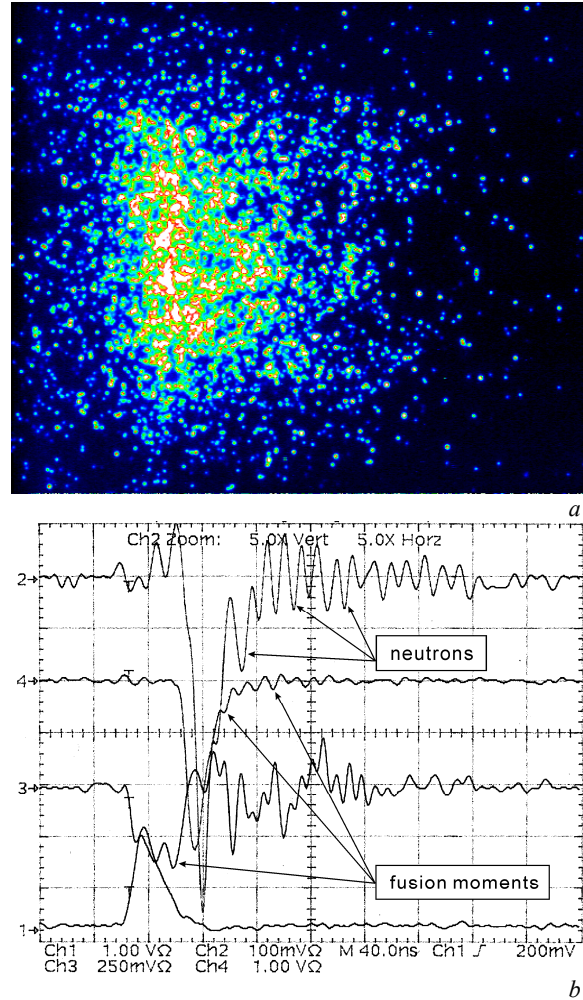 a
Ch2 Zoom: 5.0X Vert 5.0X Horz
2
neutrons
4
3
fusion moments
1
Ch1 1.00 VΩ Ch2 100mVΩ M 40.0ns Ch1 ∫ 200mV
Ch3 250mVΩ Ch4 1.00 VΩ
b